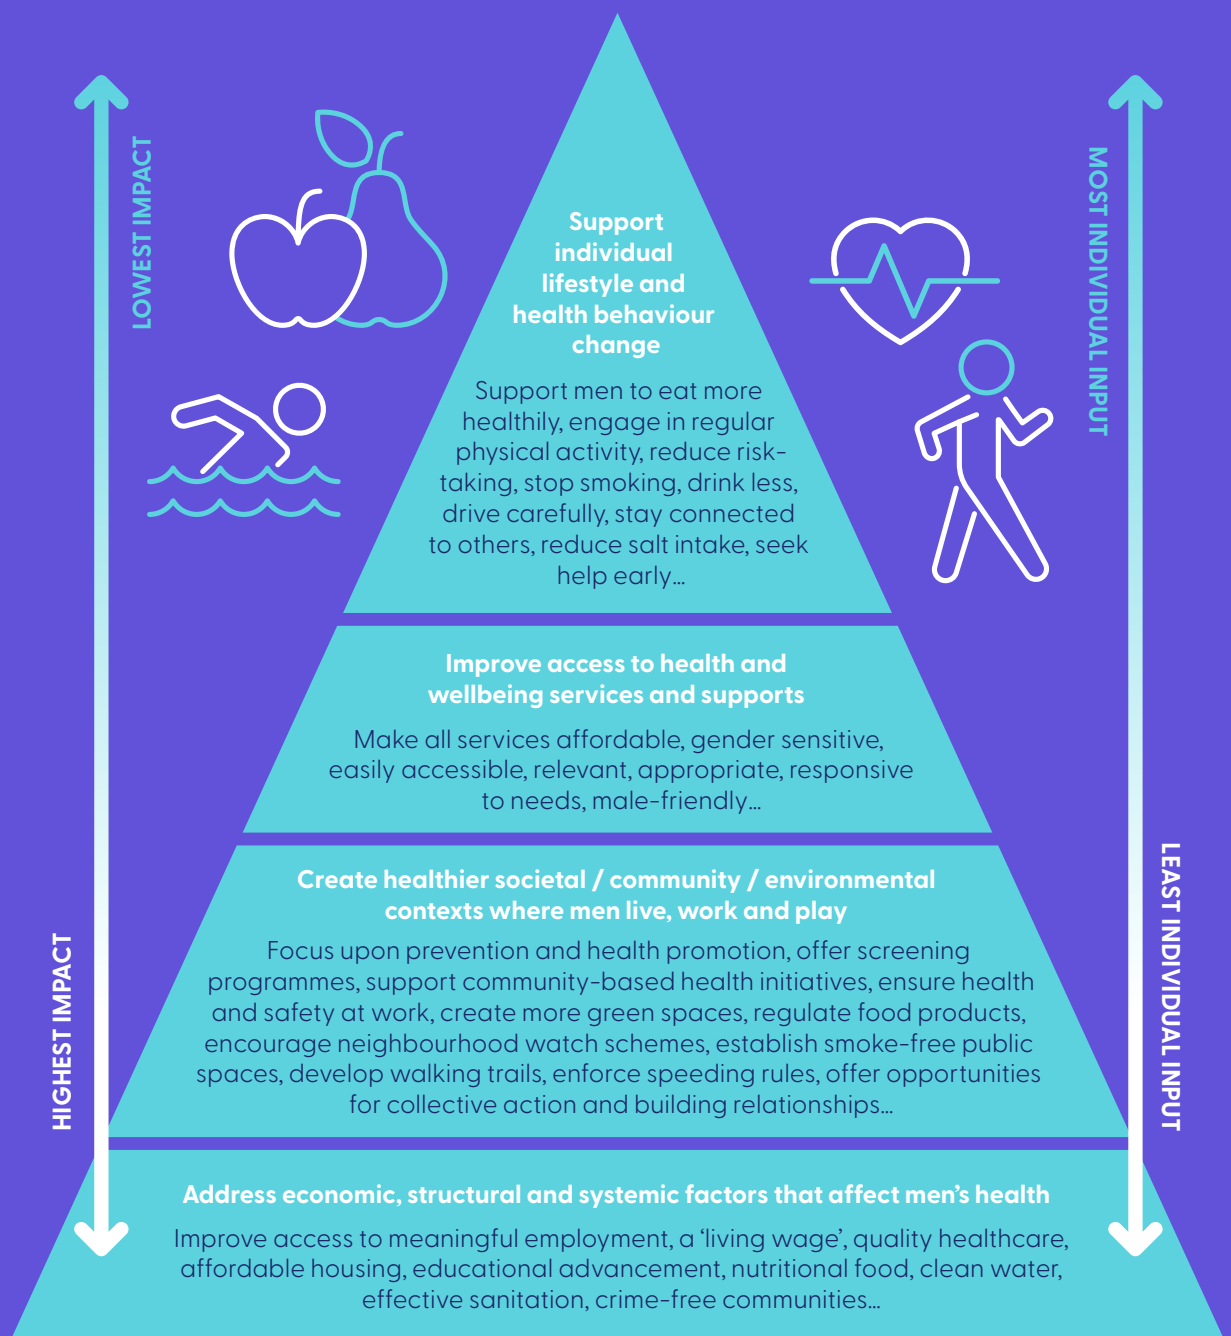 LOWEST IMPACT
MOST INDIVIDUAL INPUT
Support
individual
lifestyle and
health behaviour
change
Support men to eat more
healthily, engage in regular
physical activity, reduce risk-
taking, stop smoking, drink less,
drive carefully, stay connected
to others, reduce salt intake, seek
help early...
Improve access to health and
wellbeing services and supports
Make all services affordable, gender sensitive,
easily accessible, relevant, appropriate, responsive
to needs, male-friendly...
Create healthier societal / community / environmental
contexts where men live, work and play
Focus upon prevention and health promotion, offer screening
programmes, support community-based health initiatives, ensure health
and safety at work, create more green spaces, regulate food products,
encourage neighbourhood watch schemes, establish smoke-free public
spaces, develop walking trails, enforce speeding rules, offer opportunities
for collective action and building relationships...
HIGHEST IMPACT
LEAST INDIVIDUAL INPUT
Address economic, structural and systemic factors that affect men's health
Improve access to meaningful employment, a ‘living wage’, quality healthcare,
affordable housing, educational advancement, nutritional food, clean water,
effective sanitation, crime-free communities...